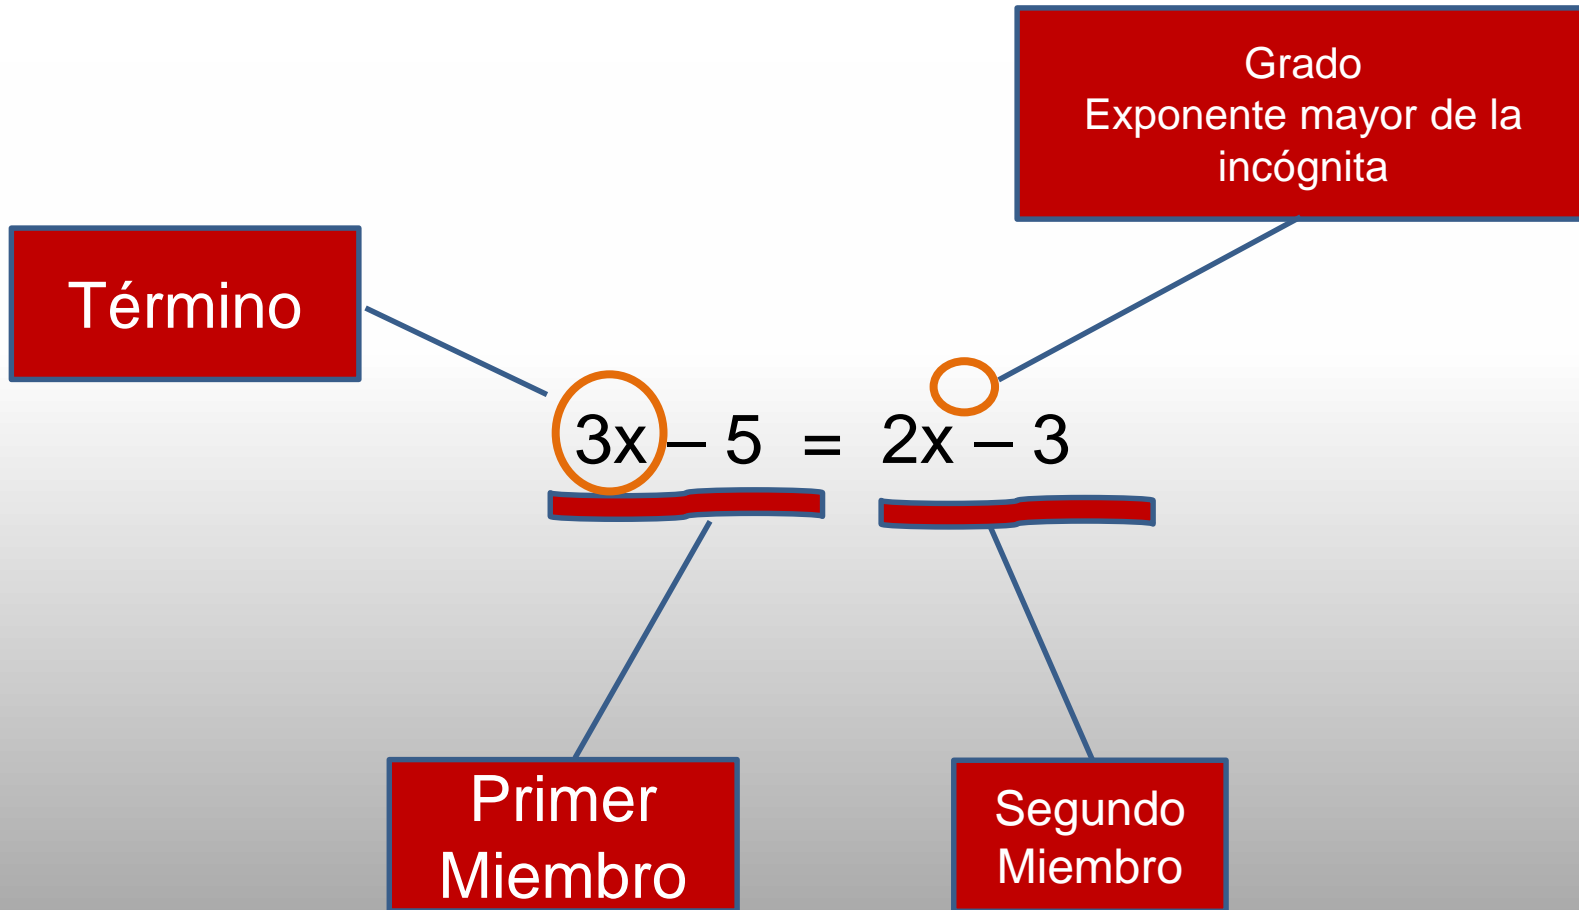 Grado
Exponente mayor de la
incógnita
Término
3x – 5 = 2x – 3
Primer
Miembro
Segundo
Miembro